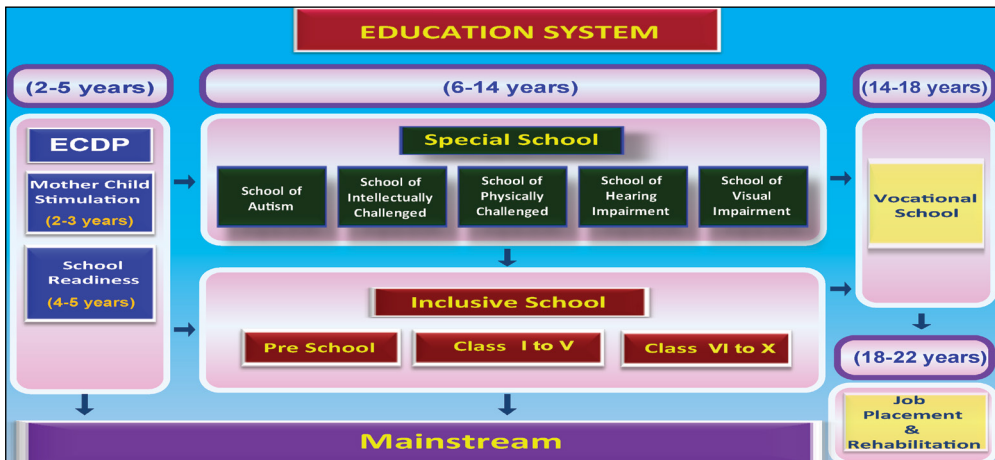 EDUCATION SYSTEM
(2-5 years)
(6-14 years)
(14-18 years)
ECDP
Mother Child
Stimulation
(2-3 years)
School
Readiness
(4-5 years)
Special School
School of
Autism
School of
Intellectually
Challenged
School of
Physically
Challenged
School of
Hearing
Impairment
School of
Visual
Impairment
Inclusive School
Pre School
Class I to V
Class VI to X
Vocational
School
(18-22 years)
Job
Placement
&
Rehabilitation
Mainstream